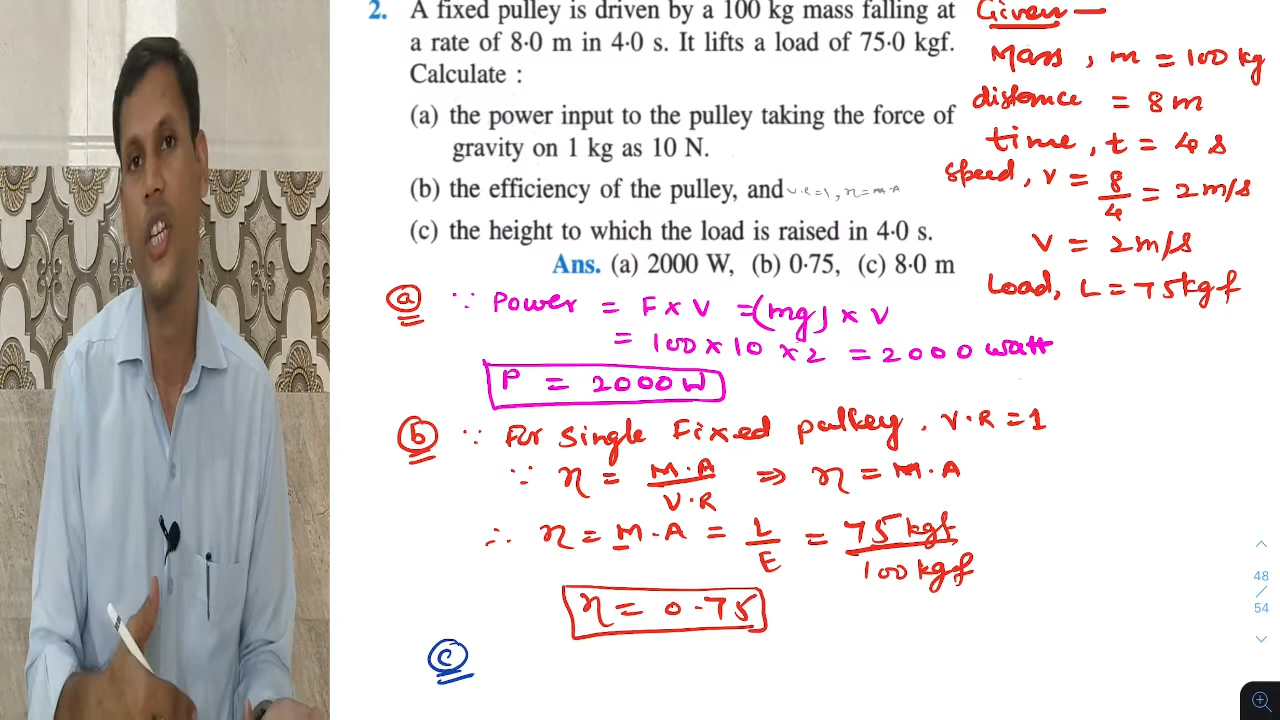 2. A fixed pulley is driven by a 100 kg mass falling at
a rate of 8·0 m in 4·0 s. It lifts a load of 75·0 kgf.
Calculate :
(a) the power input to the pulley taking the force of
gravity on 1 kg as 10 N.
(b) the efficiency of the pulley, and V.R=1, η=M.A
(c) the height to which the load is raised in 4·0 s.
Ans. (a) 2000 W, (b) 0·75, (c) 8·0 m
Given —
Mass, m = 100 kg
distance = 8 m
time, t = 4 s
speed, v = 8/4 = 2 m/s
V = 2 m/s
Load, L = 75 kgf
(a) ∵ Power = F × V = (mg) × V
= 100 × 10 × 2 = 2000 watt
P = 2000 W
(b) ∵ For single Fixed pulley, V.R = 1
∵ η = M.A / V.R ⇒ η = M.A
∴ η = M.A = L / E = 75 kgf / 100 kgf
η = 0.75
(c)
48
/
54